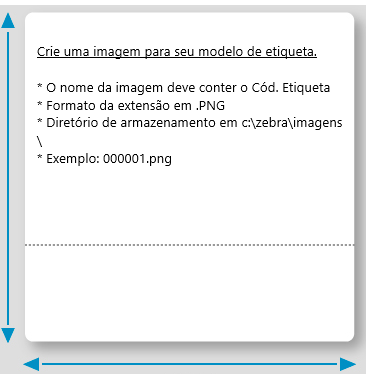 Crie uma imagem para seu modelo de etiqueta.
* O nome da imagem deve conter o Cód. Etiqueta
* Formato da extensão em .PNG
* Diretório de armazenamento em c:\zebra\imagens
\
* Exemplo: 000001.png